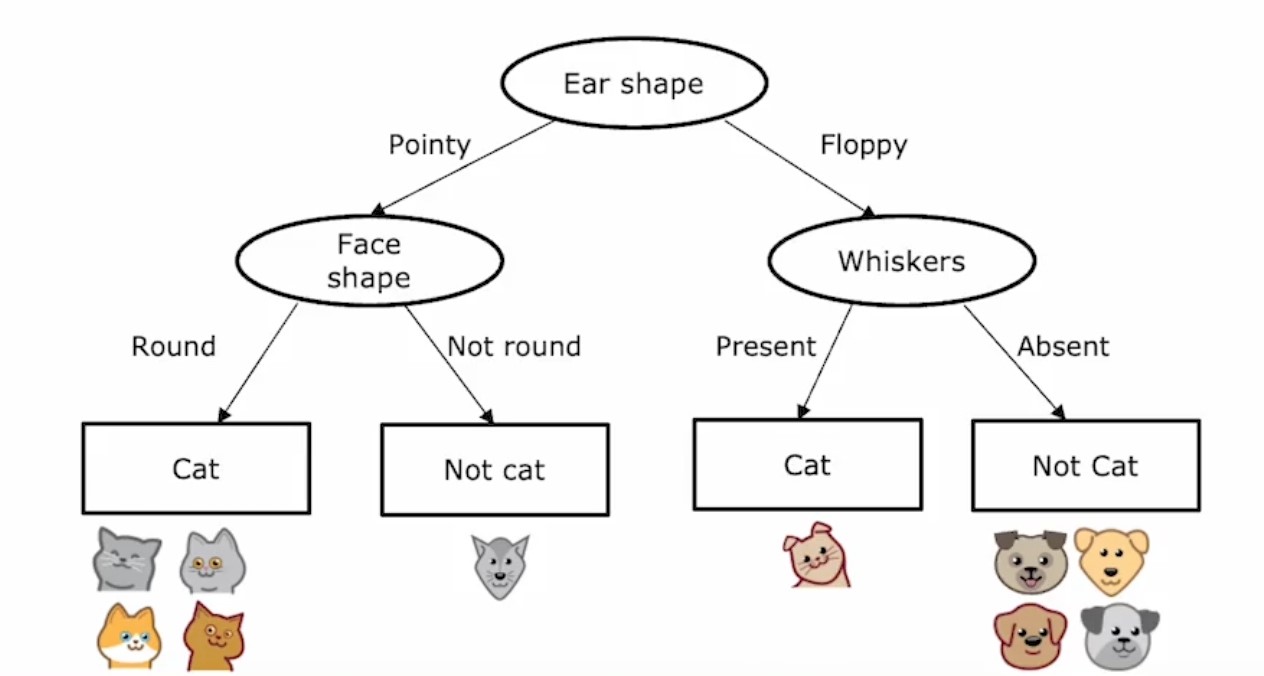 Ear shape
Pointy
Floppy
Face
shape
Whiskers
Round
Not round
Present
Absent
Cat
Not cat
Cat
Not Cat